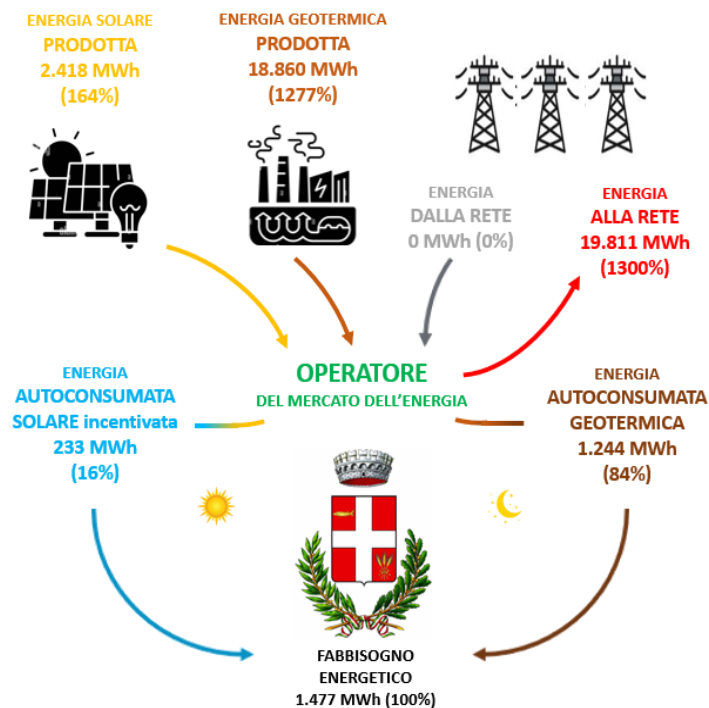 ENERGIA SOLARE
PRODOTTA
2.418 MWh
(164%)
ENERGIA GEOTERMICA
PRODOTTA
18.860 MWh
(1277%)
ENERGIA
DALLA RETE
0 MWh (0%)
ENERGIA
ALLA RETE
19.811 MWh
(1300%)
OPERATORE
DEL MERCATO DELL'ENERGIA
ENERGIA
AUTOCONSUMATA
SOLARE incentivata
233 MWh
(16%)
ENERGIA
AUTOCONSUMATA
GEOTERMICA
1.244 MWh
(84%)
FABBISOGNO
ENERGETICO
1.477 MWh (100%)